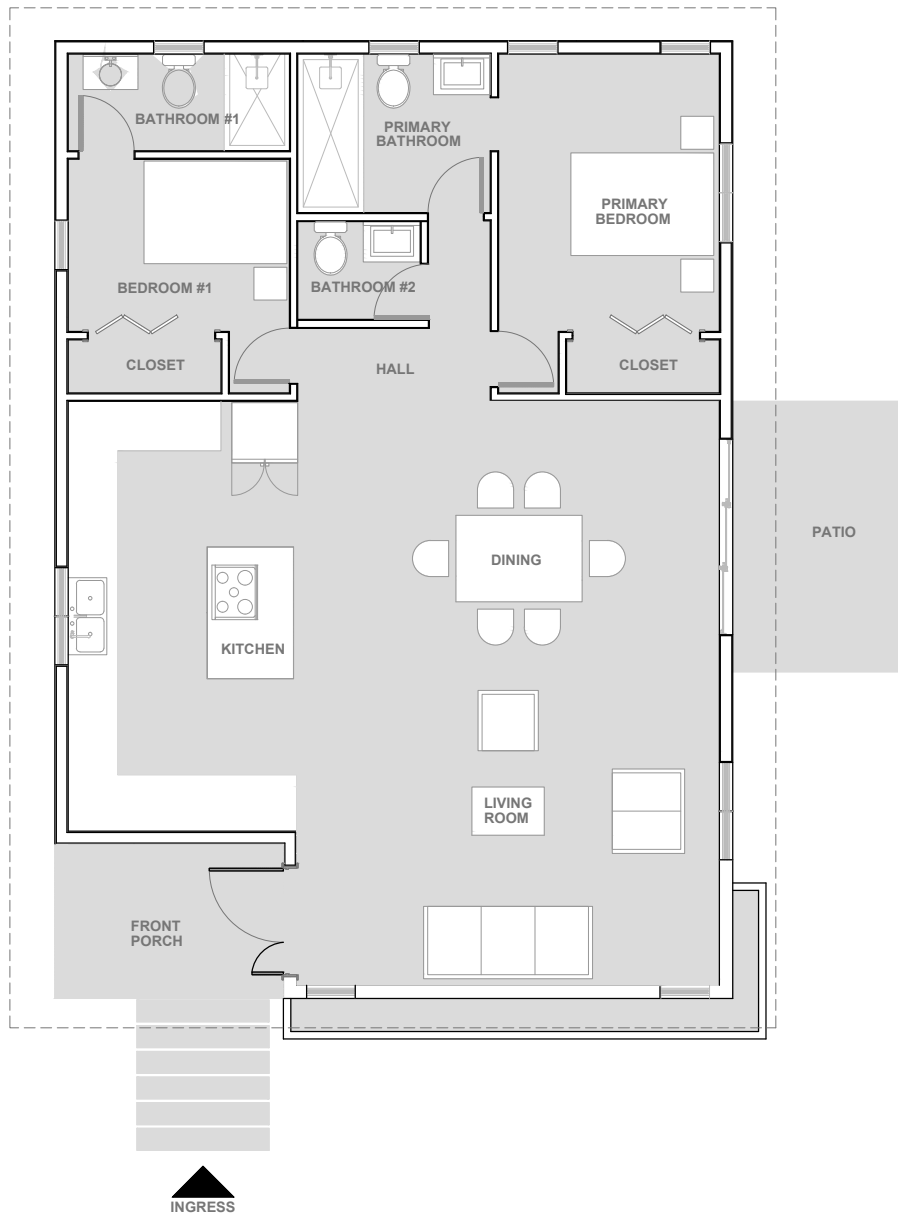 BATHROOM #1
PRIMARY
BATHROOM
PRIMARY
BEDROOM
BEDROOM #1
BATHROOM #2
CLOSET
HALL
CLOSET
PATIO
DINING
KITCHEN
LIVING
ROOM
FRONT
PORCH
INGRESS